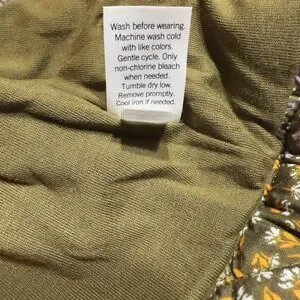 Wash before wearing.
Machine wash cold
with like colors.
Gentle cycle. Only
non-chlorine bleach
when needed.
Tumble dry low.
Remove promptly.
Cool iron if needed.